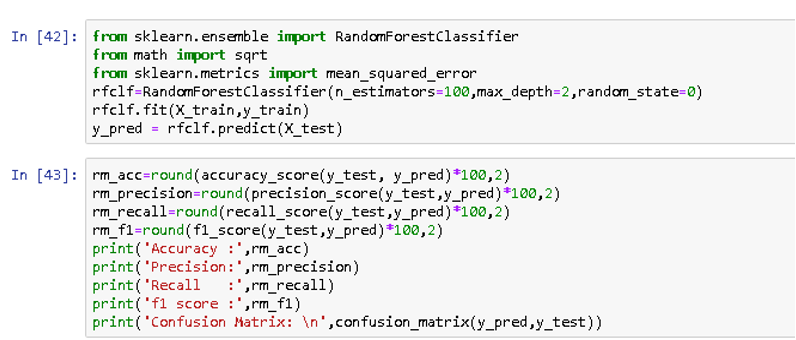 In [42]: from sklearn.ensemble import RandomForestClassifier
from math import sqrt
from sklearn.metrics import mean_squared_error
rfclf=RandomForestClassifier(n_estimators=100,max_depth=2,random_state=0)
rfclf.fit(X_train,y_train)
y_pred = rfclf.predict(X_test)
In [43]: rm_acc=round(accuracy_score(y_test, y_pred)*100,2)
rm_precision=round(precision_score(y_test,y_pred)*100,2)
rm_recall=round(recall_score(y_test,y_pred)*100,2)
rm_f1=round(f1_score(y_test,y_pred)*100,2)
print('Accuracy :',rm_acc)
print('Precision:',rm_precision)
print('Recall   :',rm_recall)
print('f1 score :',rm_f1)
print('Confusion Matrix: \n',confusion_matrix(y_pred,y_test))